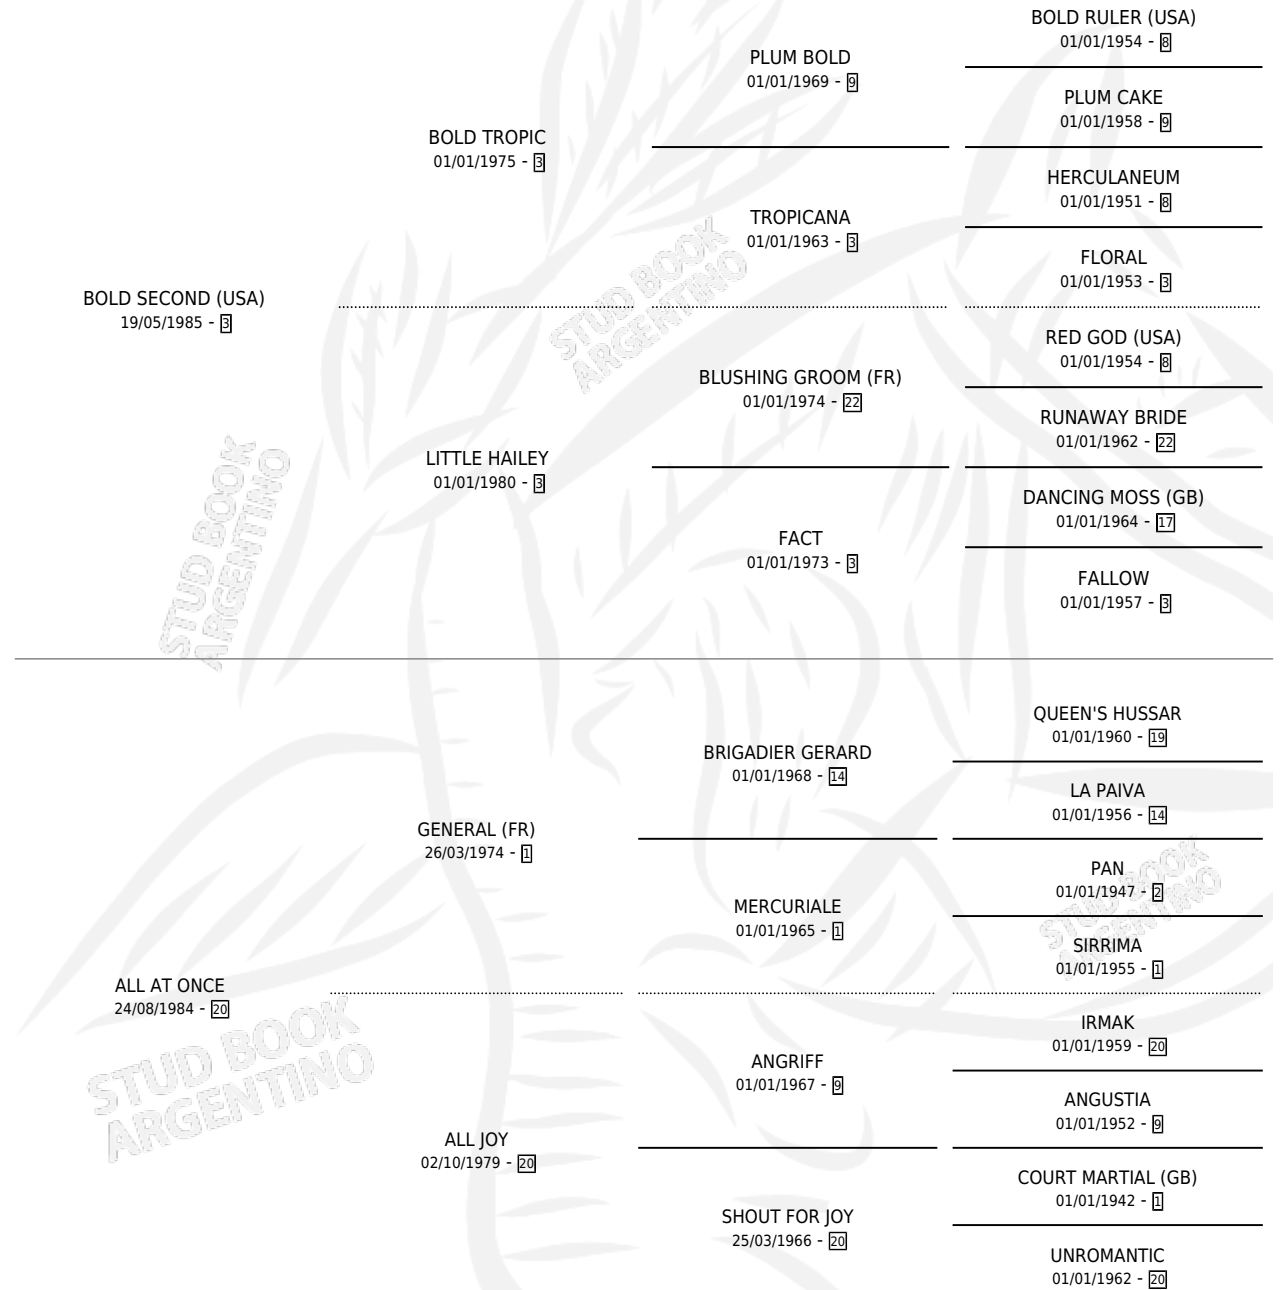 BOLD RULER (USA)
01/01/1954 - 8
PLUM BOLD
01/01/1969 - 9
PLUM CAKE
01/01/1958 - 9
BOLD TROPIC
01/01/1975 - 3
HERCULANEUM
01/01/1951 - 8
TROPICANA
01/01/1963 - 3
FLORAL
01/01/1953 - 3
BOLD SECOND (USA)
19/05/1985 - 3
STUD BOOK
ARGENTINO
RED GOD (USA)
01/01/1954 - 8
BLUSHING GROOM (FR)
01/01/1974 - 22
RUNAWAY BRIDE
01/01/1962 - 22
LITTLE HAILEY
01/01/1980 - 3
DANCING MOSS (GB)
01/01/1964 - 17
FACT
01/01/1973 - 3
FALLOW
01/01/1957 - 3
STUD BOOK
ARGENTINO
QUEEN'S HUSSAR
01/01/1960 - 19
BRIGADIER GERARD
01/01/1968 - 14
LA PAIVA
01/01/1956 - 14
GENERAL (FR)
26/03/1974 - 1
PAN
01/01/1947 - 2
MERCURIALE
01/01/1965 - 1
SIRRIMA
01/01/1955 - 1
STUD BOOK
ARGENTINO
ALL AT ONCE
24/08/1984 - 20
IRMAK
01/01/1959 - 20
ANGRIFF
01/01/1967 - 9
ANGUSTIA
01/01/1952 - 9
STUD BOOK
ARGENTINO
ALL JOY
02/10/1979 - 20
COURT MARTIAL (GB)
01/01/1942 - 1
SHOUT FOR JOY
25/03/1966 - 20
UNROMANTIC
01/01/1962 - 20